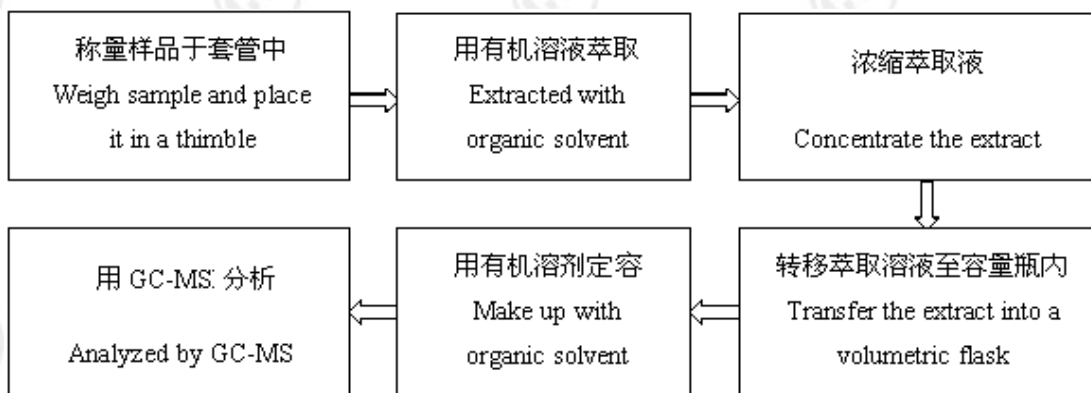 称量样品于套管中
Weigh sample and place
it in a thimble
用有机溶液萃取
Extracted with
organic solvent
浓缩萃取液
Concentrate the extract
转移萃取溶液至容量瓶内
Transfer the extract into a
volumetric flask
用有机溶剂定容
Make up with
organic solvent
用 GC-MS 分析
Analyzed by GC-MS